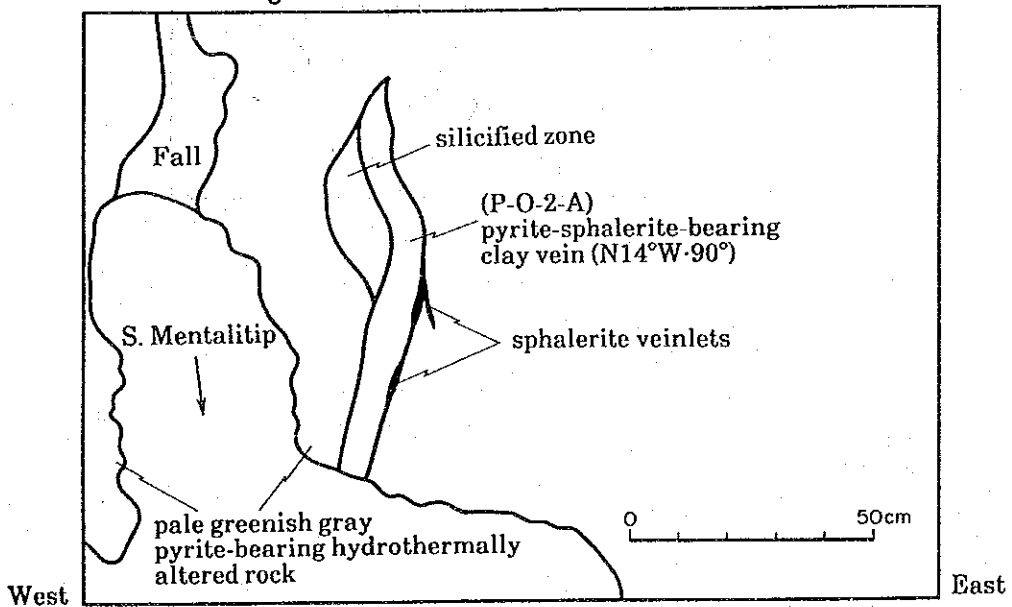 silicified zone
Fall
(P-O-2-A)
pyrite-sphalerite-bearing
clay vein (N14°W·90°)
S. Mentalitip
sphalerite veinlets
pale greenish gray
pyrite-bearing hydrothermally
altered rock
0 50cm
West
East